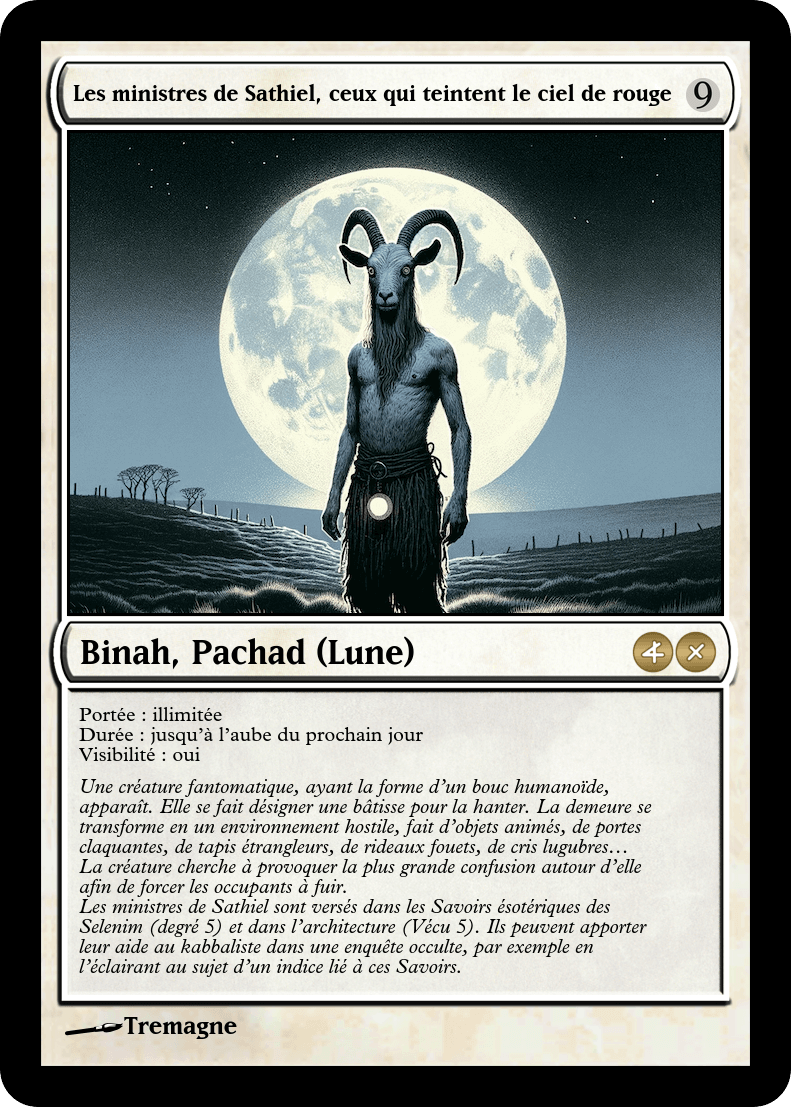 Les ministres de Sathiel, ceux qui teintent le ciel de rouge 9
Binah, Pachad (Lune)
Portée : illimitée
Durée : jusqu'à l'aube du prochain jour
Visibilité : oui
Une créature fantomatique, ayant la forme d'un bouc humanoïde,
apparaît. Elle se fait désigner une bâtisse pour la hanter. La demeure se
transforme en un environnement hostile, fait d'objets animés, de portes
claquantes, de tapis étrangleurs, de rideaux fouets, de cris lugubres…
La créature cherche à provoquer la plus grande confusion autour d'elle
afin de forcer les occupants à fuir.
Les ministres de Sathiel sont versés dans les Savoirs ésotériques des
Selenim (degré 5) et dans l'architecture (Vécu 5). Ils peuvent apporter
leur aide au kabbaliste dans une enquête occulte, par exemple en
l'éclairant au sujet d'un indice lié à ces Savoirs.
Tremagne